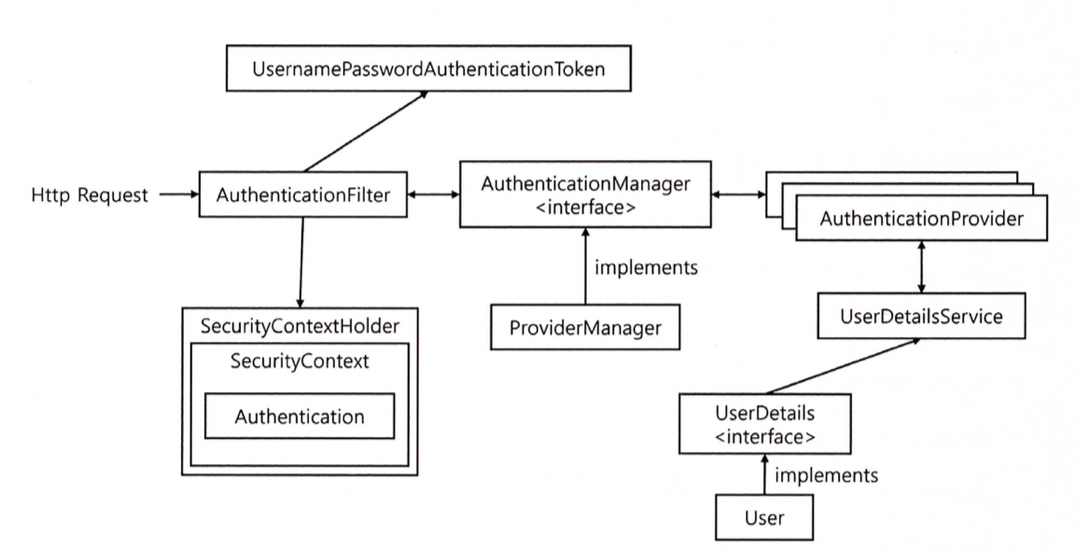 UsernamePasswordAuthenticationToken
Http Request
AuthenticationFilter
AuthenticationManager
<interface>
AuthenticationProvider
implements
ProviderManager
UserDetailsService
SecurityContextHolder
SecurityContext
Authentication
UserDetails
<interface>
implements
User